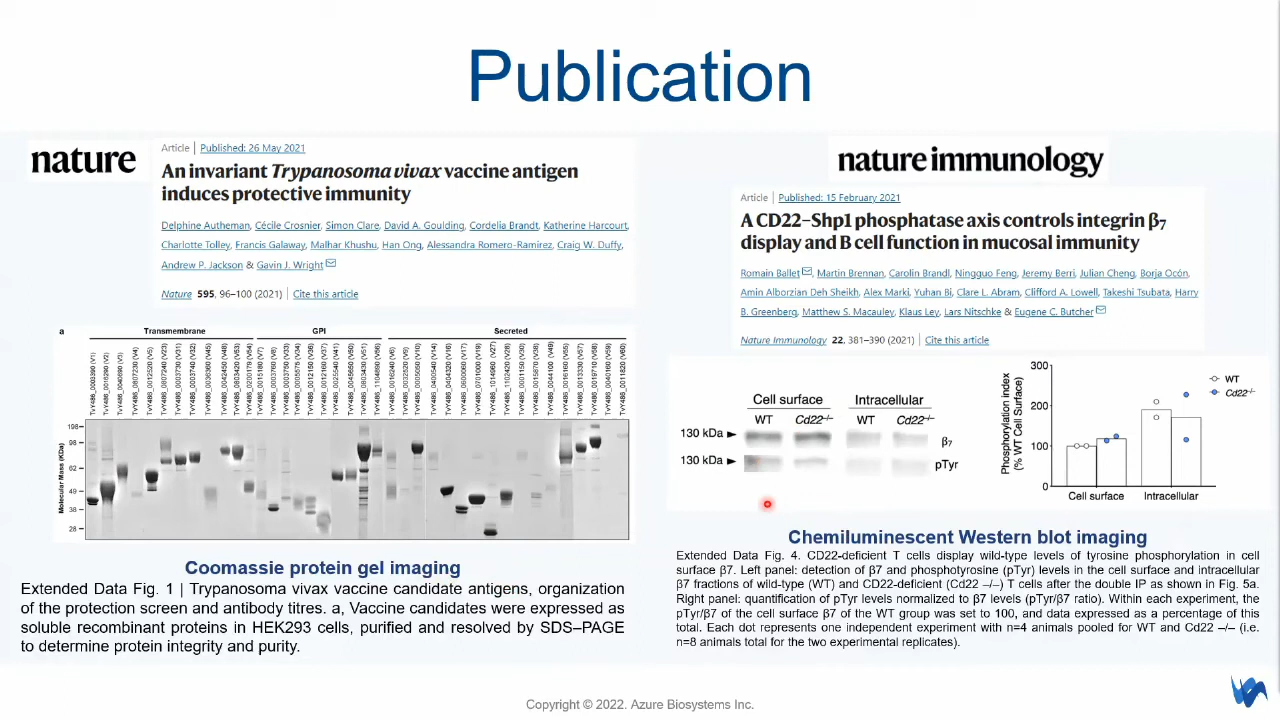 Publication
nature
Article | Published: 26 May 2021
An invariant Trypanosoma vivax vaccine antigen
induces protective immunity
Delphine Autheman, Cécile Crosnier, Simon Clare, David A. Goulding, Cordelia Brandt, Katherine Harcourt,
Charlotte Tolley, Francis Galaway, Malhar Khushu, Han Ong, Alessandra Romero-Ramirez, Craig W. Duffy,
Andrew P. Jackson & Gavin J. Wright
Nature 595, 96–100 (2021) | Cite this article
a
Transmembrane
GPI
Secreted
Molecular Mass (KDa)
198
98
62
49
38
28
Coomassie protein gel imaging
Extended Data Fig. 1 | Trypanosoma vivax vaccine candidate antigens, organization
of the protection screen and antibody titres. a, Vaccine candidates were expressed as
soluble recombinant proteins in HEK293 cells, purified and resolved by SDS–PAGE
to determine protein integrity and purity.
nature immunology
Article | Published: 15 February 2021
A CD22–Shp1 phosphatase axis controls integrin β7
display and B cell function in mucosal immunity
Romain Ballet, Martin Brennan, Carolin Brandl, Ningguo Feng, Jeremy Berri, Julian Cheng, Borja Ocón,
Amin Alborzian Deh Sheikh, Alex Marki, Yuhan Bi, Clare L. Abram, Clifford A. Lowell, Takeshi Tsubata, Harry
B. Greenberg, Matthew S. Macauley, Klaus Ley, Lars Nitschke & Eugene C. Butcher
Nature Immunology 22, 381–390 (2021) | Cite this article
Cell surface Intracellular
WT Cd22–/– WT Cd22–/–
130 kDa β7
130 kDa pTyr
Phosphorylation index
(% WT Cell Surface)
300
200
100
0
Cell surface Intracellular
WT
Cd22–/–
Chemiluminescent Western blot imaging
Extended Data Fig. 4. CD22-deficient T cells display wild-type levels of tyrosine phosphorylation in cell
surface β7. Left panel: detection of β7 and phosphotyrosine (pTyr) levels in the cell surface and intracellular
β7 fractions of wild-type (WT) and CD22-deficient (Cd22 –/–) T cells after the double IP as shown in Fig. 5a.
Right panel: quantification of pTyr levels normalized to β7 levels (pTyr/β7 ratio). Within each experiment, the
pTyr/β7 of the cell surface β7 of the WT group was set to 100, and data expressed as a percentage of this
total. Each dot represents one independent experiment with n=4 animals pooled for WT and Cd22 –/– (i.e.
n=8 animals total for the two experimental replicates).
Copyright © 2022. Azure Biosystems Inc.